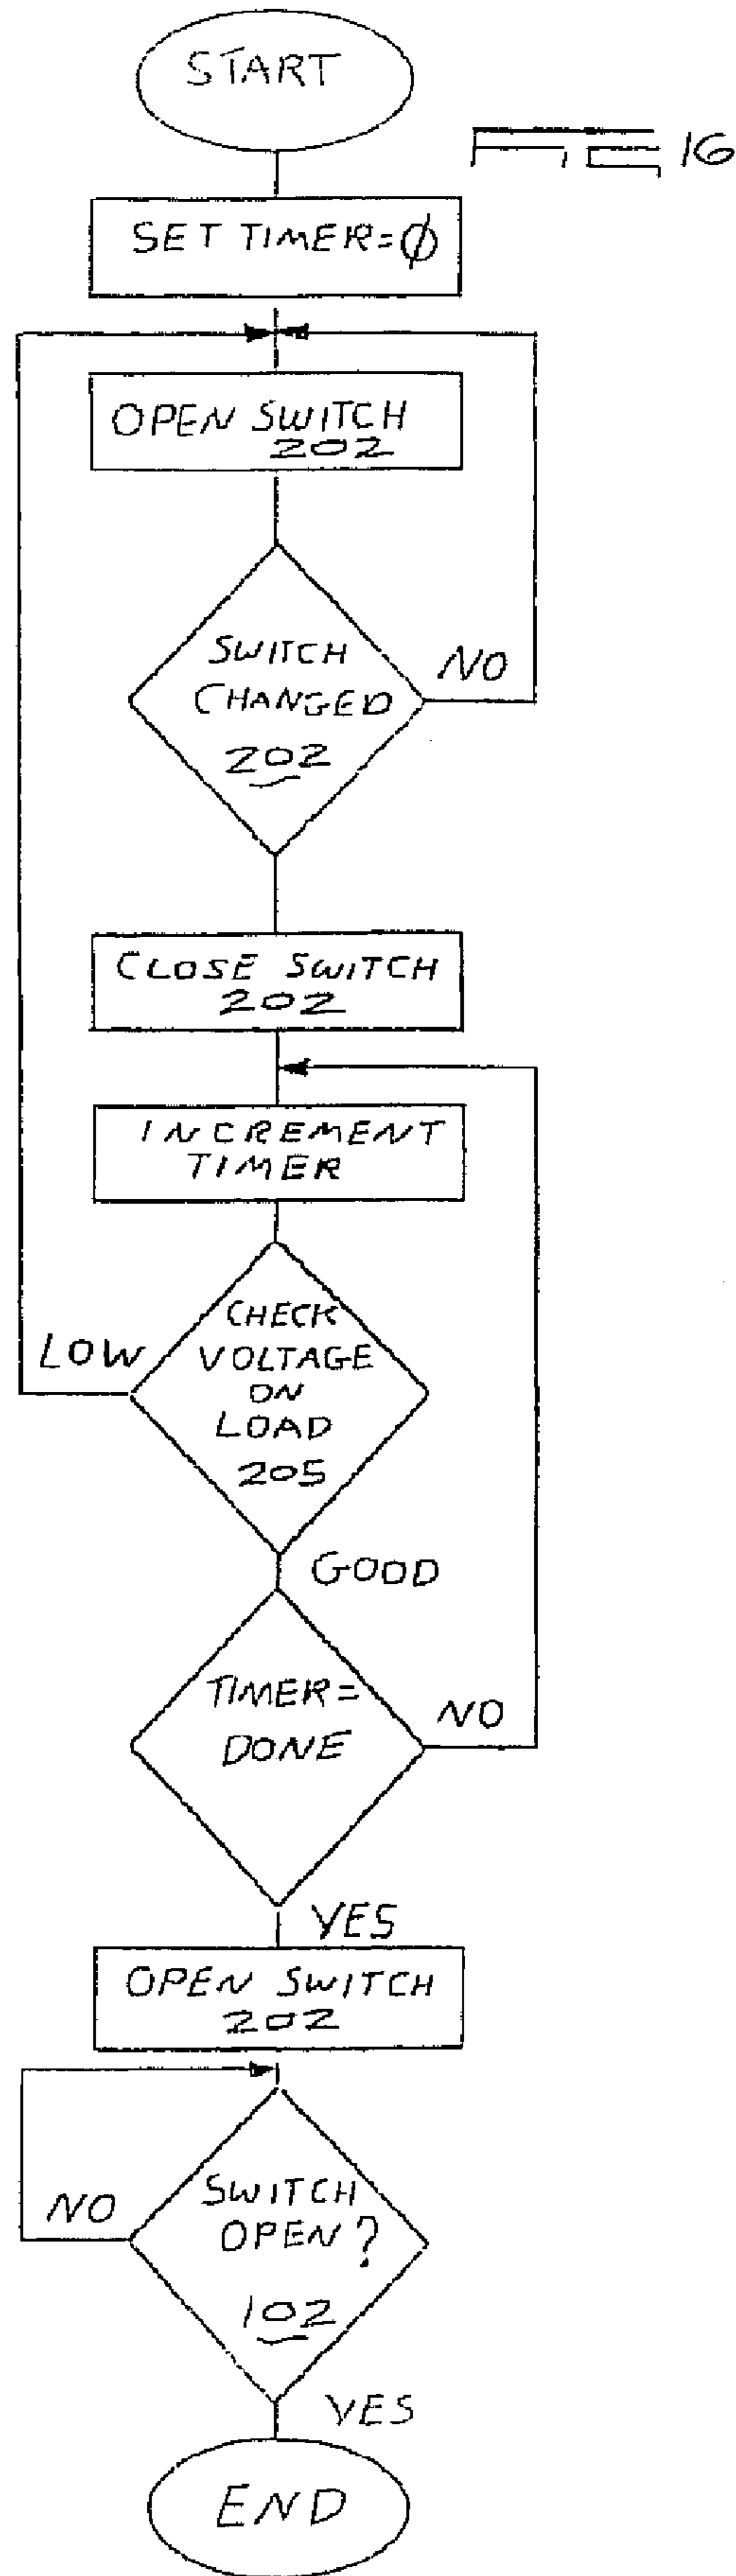 START
FIG 16
SET TIMER=Ø
OPEN SWITCH
202
SWITCH
CHANGED
202
NO
CLOSE SWITCH
202
INCREMENT
TIMER
LOW
CHECK
VOLTAGE
ON
LOAD
205
GOOD
TIMER=
DONE
NO
YES
OPEN SWITCH
202
NO
SWITCH
OPEN?
102
YES
END